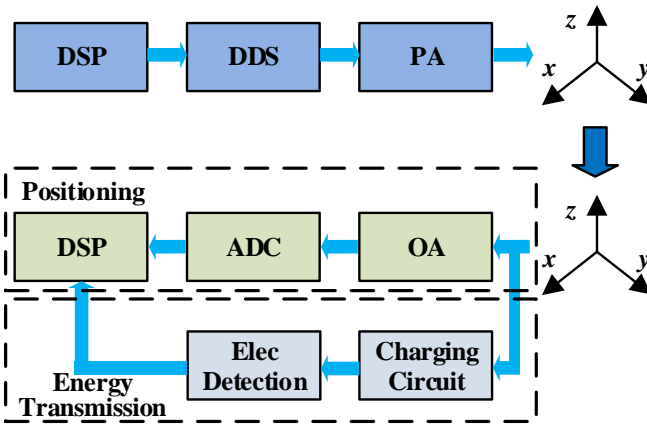 DSP
DDS
PA
z
x
y
Positioning
DSP
ADC
OA
z
x
y
Elec
Detection
Charging
Circuit
Energy
Transmission